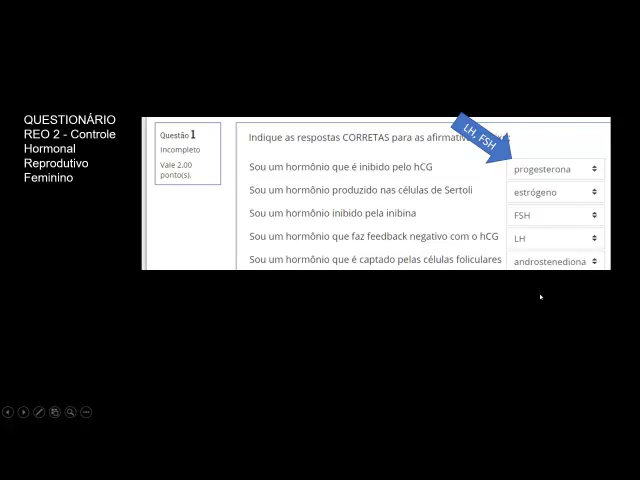 QUESTIONÁRIO
REO 2 - Controle
Hormonal
Reprodutivo
Feminino
Questão 1
Incompleto
Vale 2,00
ponto(s).
LH, FSH
Indique as respostas CORRETAS para as
Sou um hormônio que é inibido pelo hCG
progesterona
Sou um hormônio produzido nas células de Sertoli
estrógeno
Sou um hormônio inibido pela inibina
FSH
Sou um hormônio que faz feedback negativo com o hCG
LH
Sou um hormônio que é captado pelas células foliculares
androstenediona